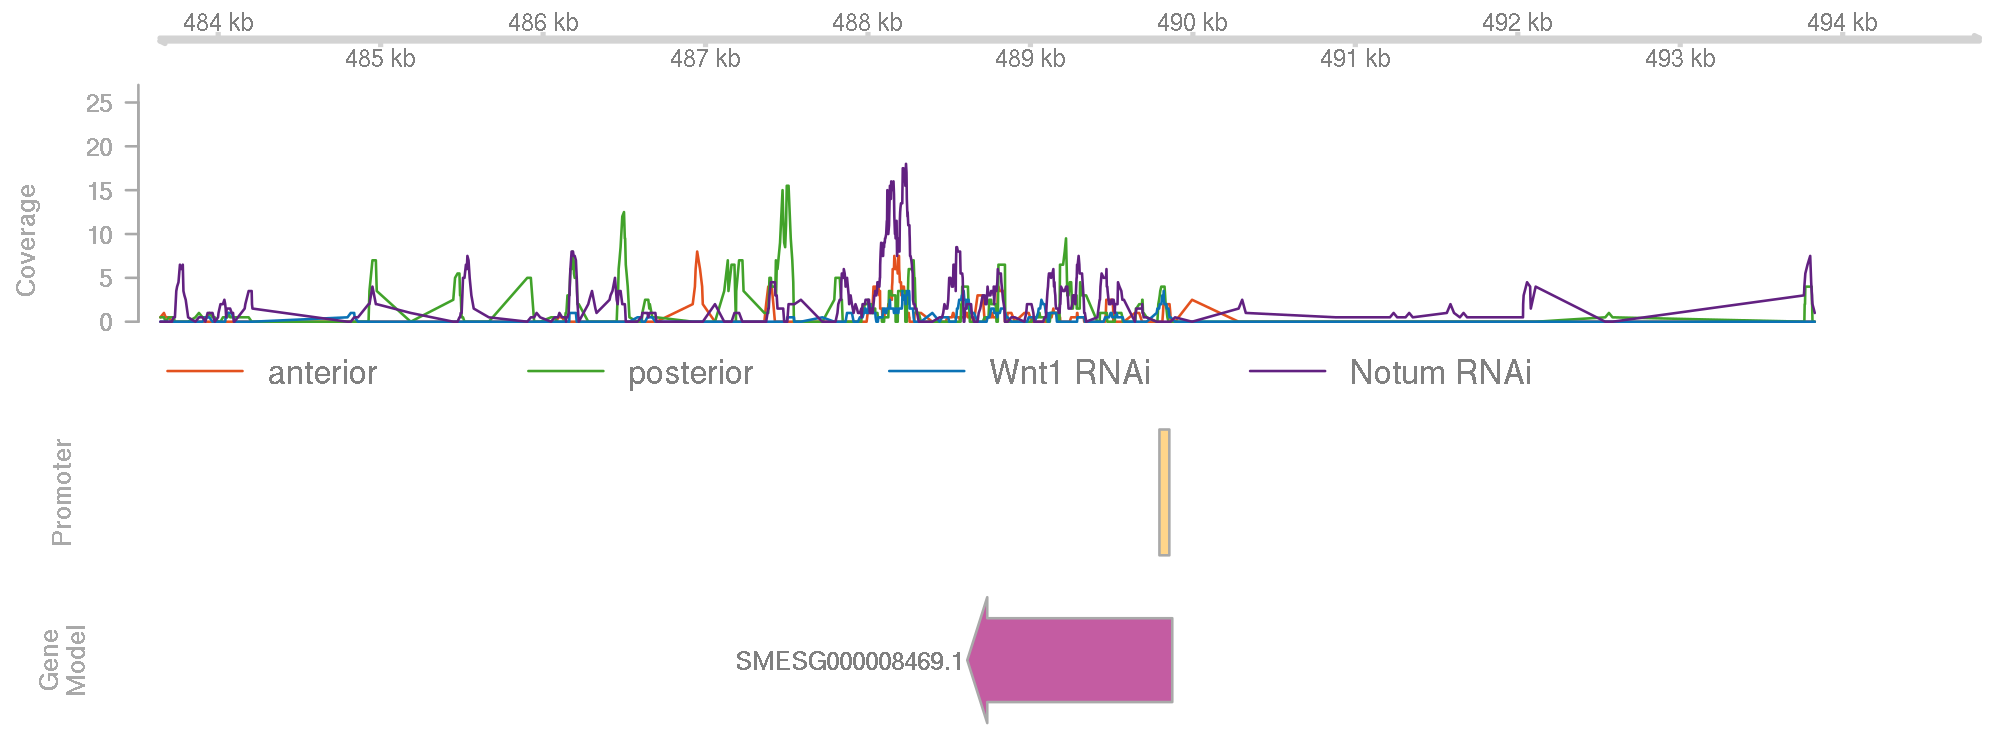 484 kb 486 kb 488 kb 490 kb 492 kb 494 kb
485 kb 487 kb 489 kb 491 kb 493 kb
Coverage
25
20
15
10
5
0
anterior posterior Wnt1 RNAi Notum RNAi
Promoter
Gene
Model
SMESG000008469.1